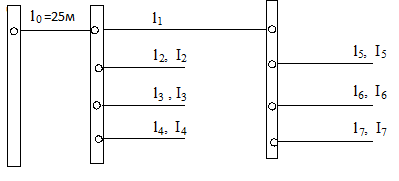 l₀ =25м
l₁
l₂, I₂
l₃ , I₃
l₄, I₄
l₅, I₅
l₆, I₆
l₇, I₇